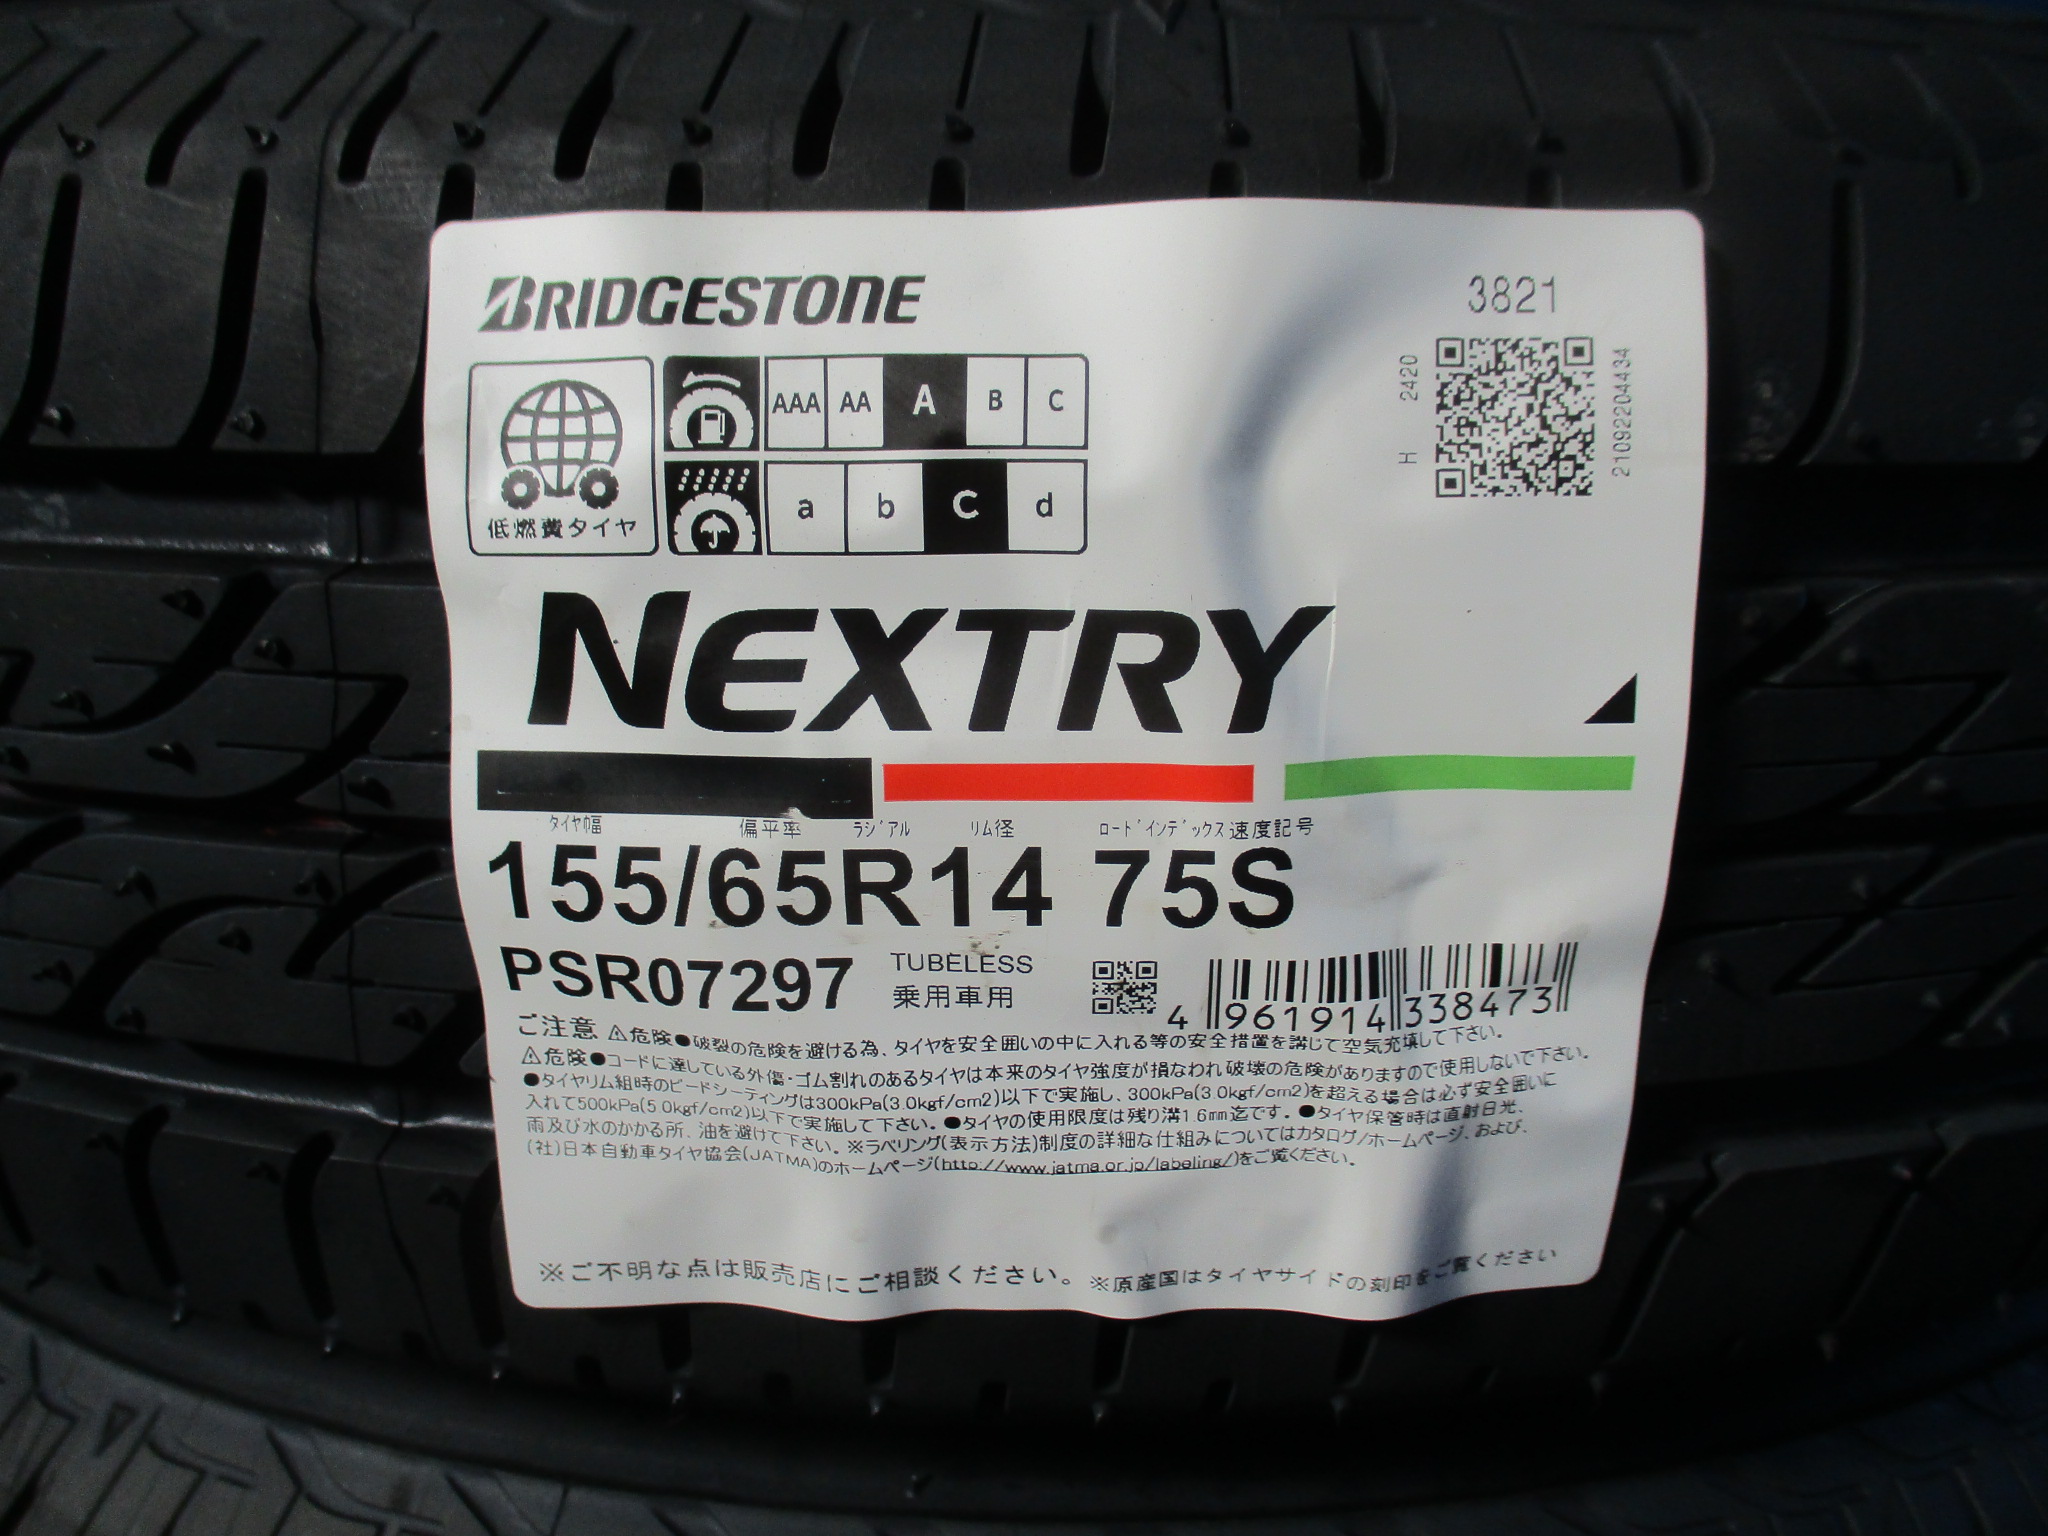 BRIDGESTONE
3821
H 2420
210922204434
AAA AA A B C
a b c d
低燃費タイヤ
NEXTRY
タイヤ幅 偏平率 ラジアル リム径 ロードインデックス 速度記号
155/65R14 75S
PSR07297 TUBELESS
乗用車用
4 961914 338473
ご注意 ⚠危険●破裂の危険を避ける為、タイヤを安全囲いの中に入れる等の安全措置を講じて空気充填して下さい。
⚠危険●コードに達している外傷・ゴム割れのあるタイヤは本来のタイヤ強度が損なわれ破壊の危険がありますので使用しないで下さい。
●タイヤリム組時のビードシーティングは300kPa(3.0kgf/cm2)以下で実施し、300kPa(3.0kgf/cm2)を超える場合は必ず安全囲いに
入れて500kPa(5.0kgf/cm2)以下で実施して下さい。●タイヤの使用限度は残り溝1.6mm迄です。●タイヤ保管時は直射日光、
雨及び水のかかる所、油を避けて下さい。※ラベリング(表示方法)制度の詳細な仕組みについてはカタログ/ホームページ、および、
(社)日本自動車タイヤ協会(JATMA)のホームページ(http://www.jatma.or.jp/labeling/)をご覧ください。
※ご不明な点は販売店にご相談ください。 ※原産国はタイヤサイドの刻印をご覧ください